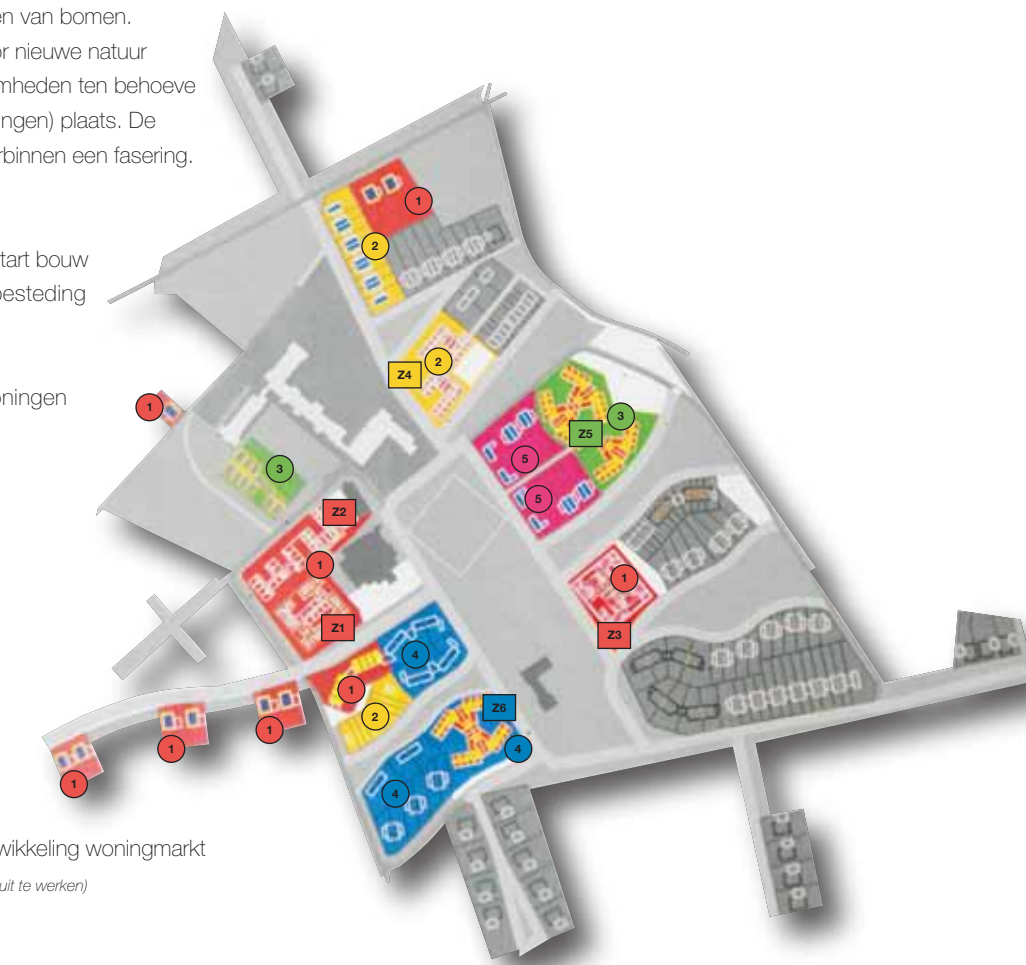 en van bomen.
or nieuwe natuur
mheden ten behoeve
ingen) plaats. De
rbinnen een fasering.
tart bouw
besteding
oningen
wikkeling woningmarkt
uit te werken)
1
2
2
Z4
1
3
Z5
3
5
5
Z2
1
1
Z1
Z3
4
1
2
Z6
4
1
1
1
4